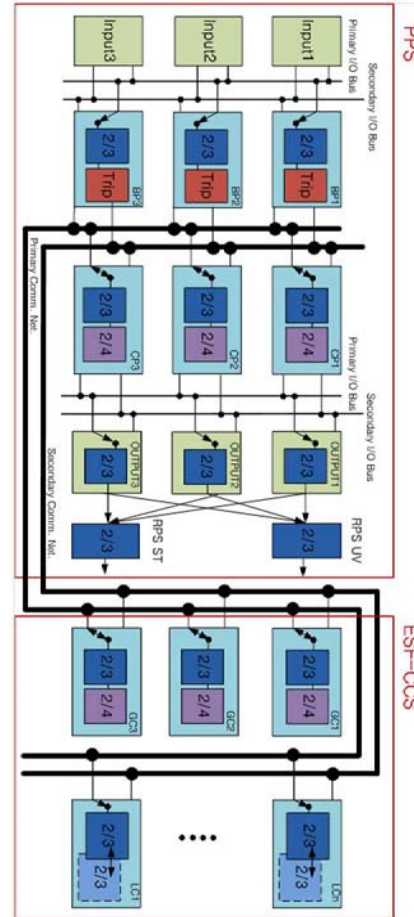 PPS
Input1
Input2
Input3
Secondary I/O Bus
Primary I/O Bus
BP1
2/3
Trip
BP2
2/3
Trip
BP3
2/3
Trip
CP1
2/3
2/4
CP2
2/3
2/4
CP3
2/3
2/4
Secondary I/O Bus
Primary I/O Bus
OUTPUT1
2/3
OUTPUT2
2/3
OUTPUT3
2/3
RPS UV
2/3
RPS ST
2/3
Primary Comm. Net.
Secondary Comm. Net.
ESF-CCS
GC1
2/3
2/4
GC2
2/3
2/4
GC3
2/3
2/4
LCn
2/3
2/3
LC1
2/3
2/3